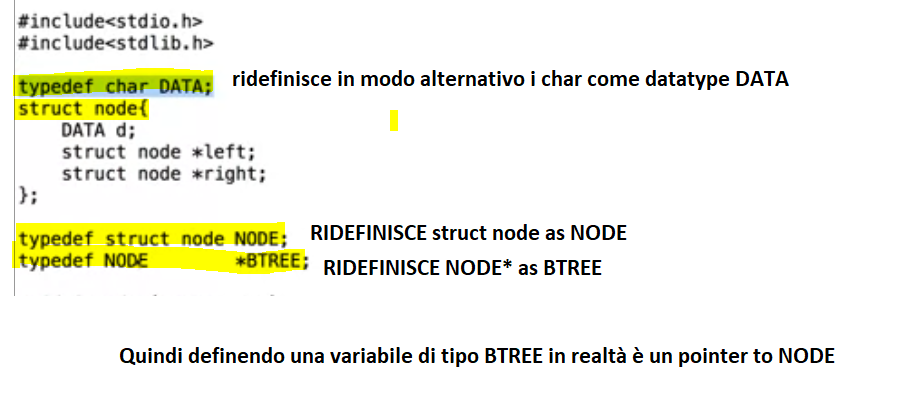 #include<stdio.h>
#include<stdlib.h>
typedef char DATA; ridefinisce in modo alternativo i char come datatype DATA
struct node{
DATA d;
struct node *left;
struct node *right;
};
typedef struct node NODE; RIDEFINISCE struct node as NODE
typedef NODE *BTREE; RIDEFINISCE NODE* as BTREE
Quindi definendo una variabile di tipo BTREE in realtà è un pointer to NODE